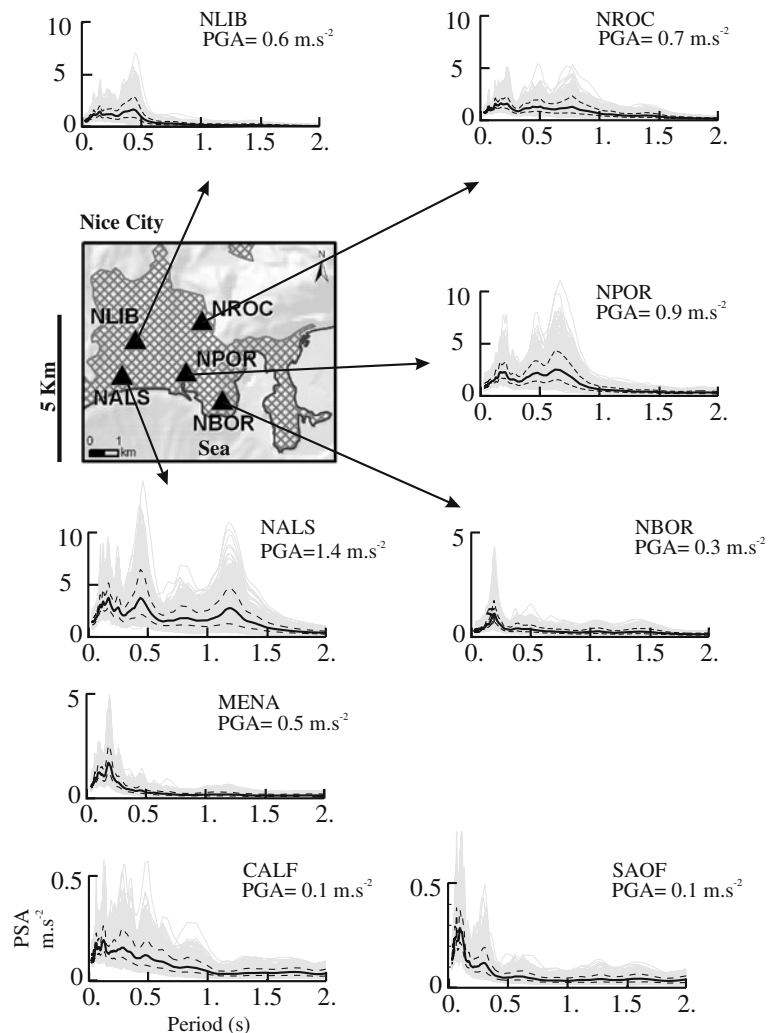 NLIB
PGA= 0.6 m.s⁻²
10
5
0
0. 0.5 1. 1.5 2.
NROC
PGA= 0.7 m.s⁻²
10
5
0
0. 0.5 1. 1.5 2.
Nice City
N
NLIB
NROC
NPOR
NALS
NBOR
Sea
0 1
km
5 Km
NPOR
PGA= 0.9 m.s⁻²
10
5
0
0. 0.5 1. 1.5 2.
NALS
PGA=1.4 m.s⁻²
10
5
0
0. 0.5 1. 1.5 2.
NBOR
PGA= 0.3 m.s⁻²
5
0
0. 0.5 1. 1.5 2.
MENA
PGA= 0.5 m.s⁻²
5
0
0. 0.5 1. 1.5 2.
CALF
PGA= 0.1 m.s⁻²
PSA
m.s⁻²
0.5
0
0. 0.5 1. 1.5 2.
Period (s)
SAOF
PGA= 0.1 m.s⁻²
0.5
0
0. 0.5 1. 1.5 2.